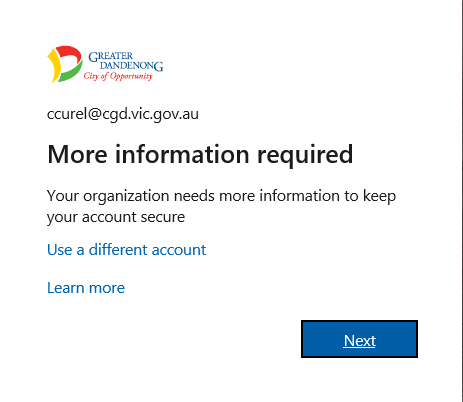 GREATER
DANDENONG
City of Opportunity
ccurel@cgd.vic.gov.au
More information required
Your organization needs more information to keep
your account secure
Use a different account
Learn more
Next